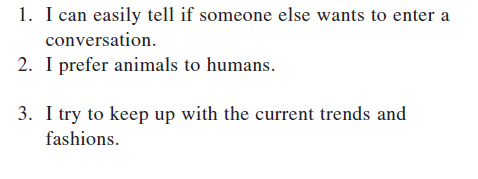 1. I can easily tell if someone else wants to enter a
conversation.
2. I prefer animals to humans.
3. I try to keep up with the current trends and
fashions.